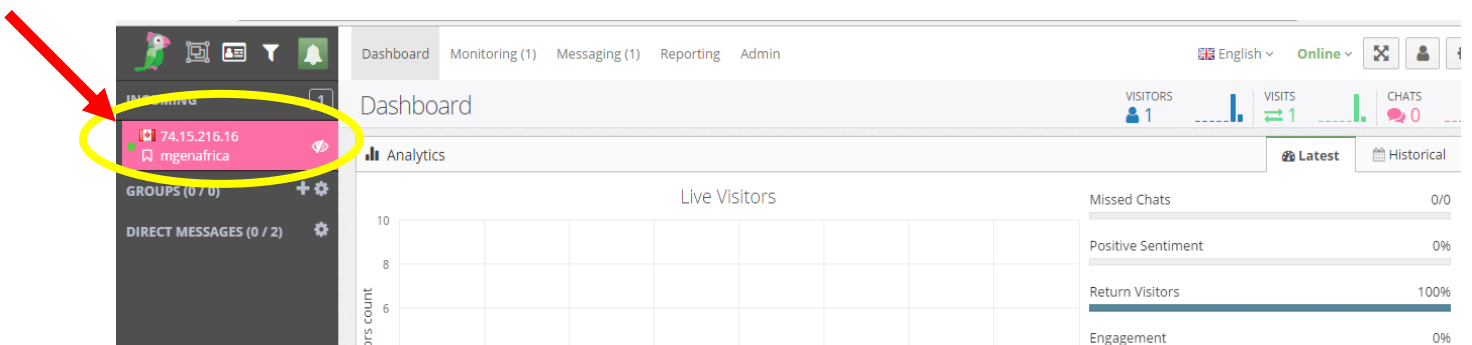 Dashboard Monitoring (1) Messaging (1) Reporting Admin English Online
INCOMING 1
74.15.216.16
mgenafrica
GROUPS (0 / 0)
DIRECT MESSAGES (0 / 2)
Dashboard
VISITORS
1
VISITS
1
CHATS
0
Analytics
Latest Historical
Live Visitors
10
8
6
Missed Chats 0/0
Positive Sentiment 0%
Return Visitors 100%
Engagement 0%